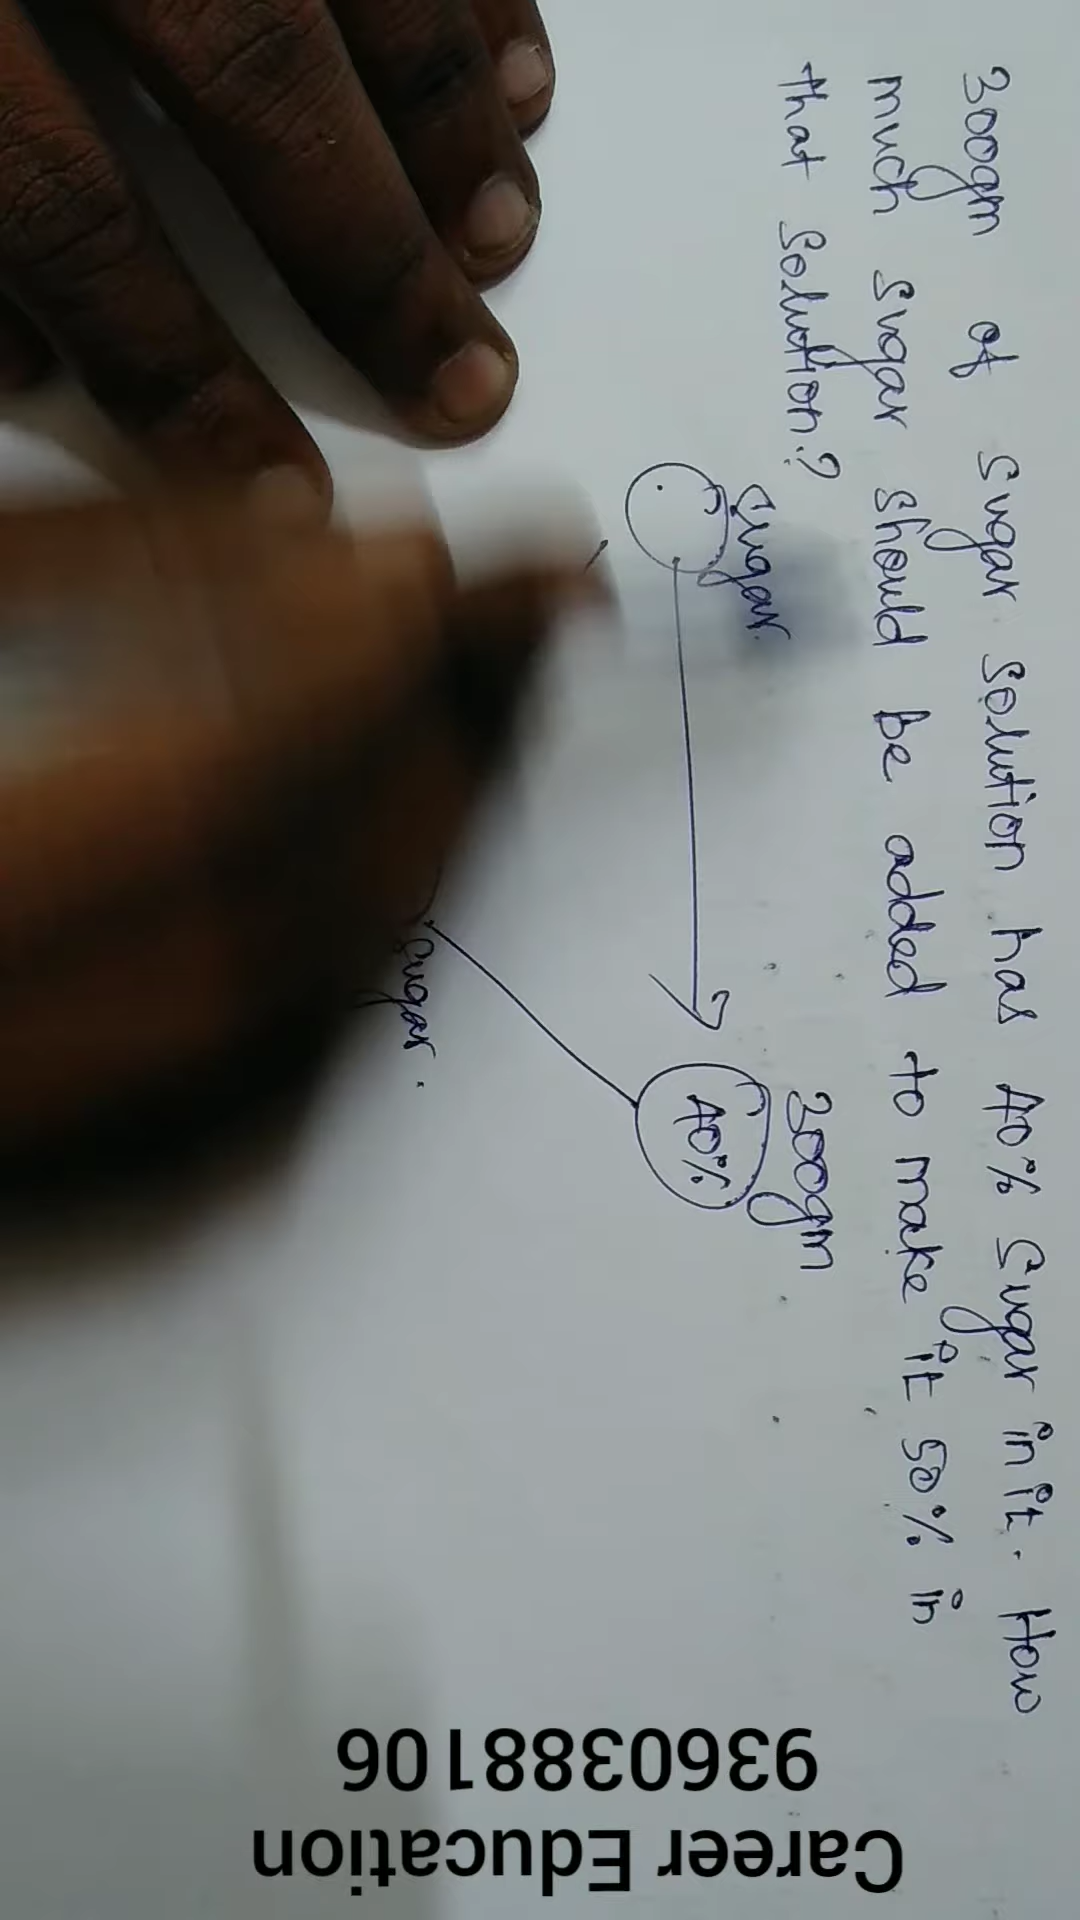 300gm of sugar solution has 40% sugar in it. How
much sugar should be added to make it 50% in
that solution?
sugar.
300gm
40%
sugar.
Career Education
9360388106